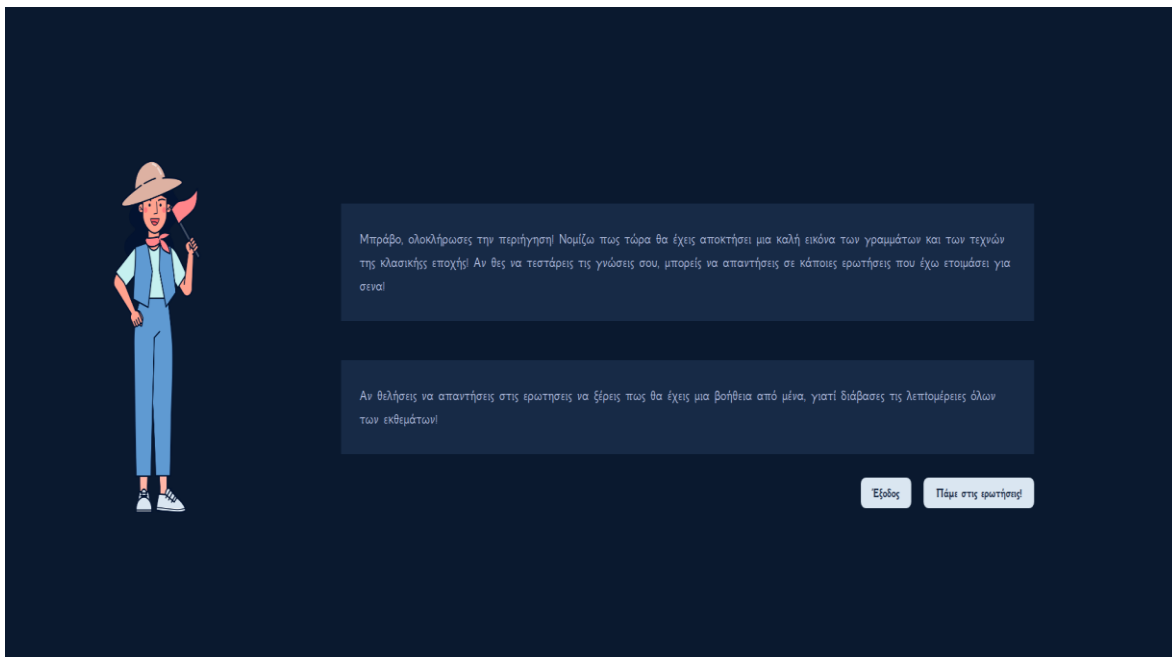 Μπράβο, ολοκλήρωσες την περιήγηση! Νομίζω πως τώρα θα έχεις αποκτήσει μια καλή εικόνα των γραμμάτων και των τεχνών
της κλασικήςς εποχής! Αν θες να τεστάρεις τις γνώσεις σου, μπορείς να απαντήσεις σε κάποιες ερωτήσεις που έχω ετοιμάσει για
σενα!
Αν θελήσεις να απαντήσεις στις ερωτησεις να ξέρεις πως θα έχεις μια βοήθεια από μένα, γιατί διάβασες τις λεπτομέρειες όλων
των εκθεμάτων!
Έξοδος
Πάμε στις ερωτήσεις!